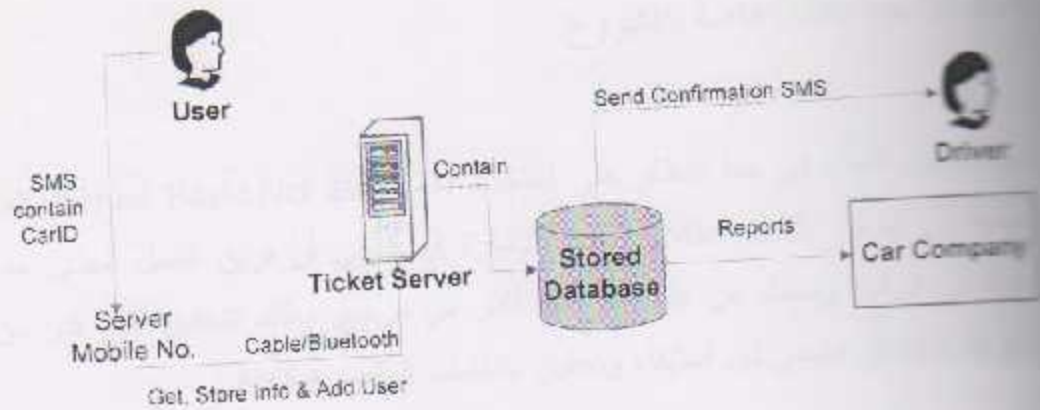 User
SMS
contain
CarID
Server
Mobile No.
Cable/Bluetooth
Get, Store Info & Add User
Ticket Server
Contain
Stored
Database
Send Confirmation SMS
Driver
Reports
Car Company